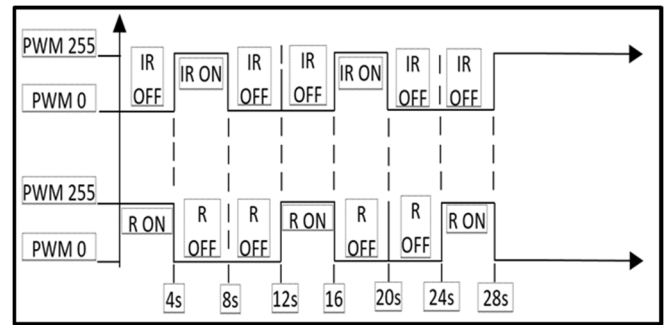 PWM 255
IR OFF IR ON IR OFF IR OFF IR ON IR OFF IR OFF
PWM 0
PWM 255
R ON R OFF R OFF R ON R OFF R OFF R ON
PWM 0
4s 8s 12s 16 20s 24s 28s